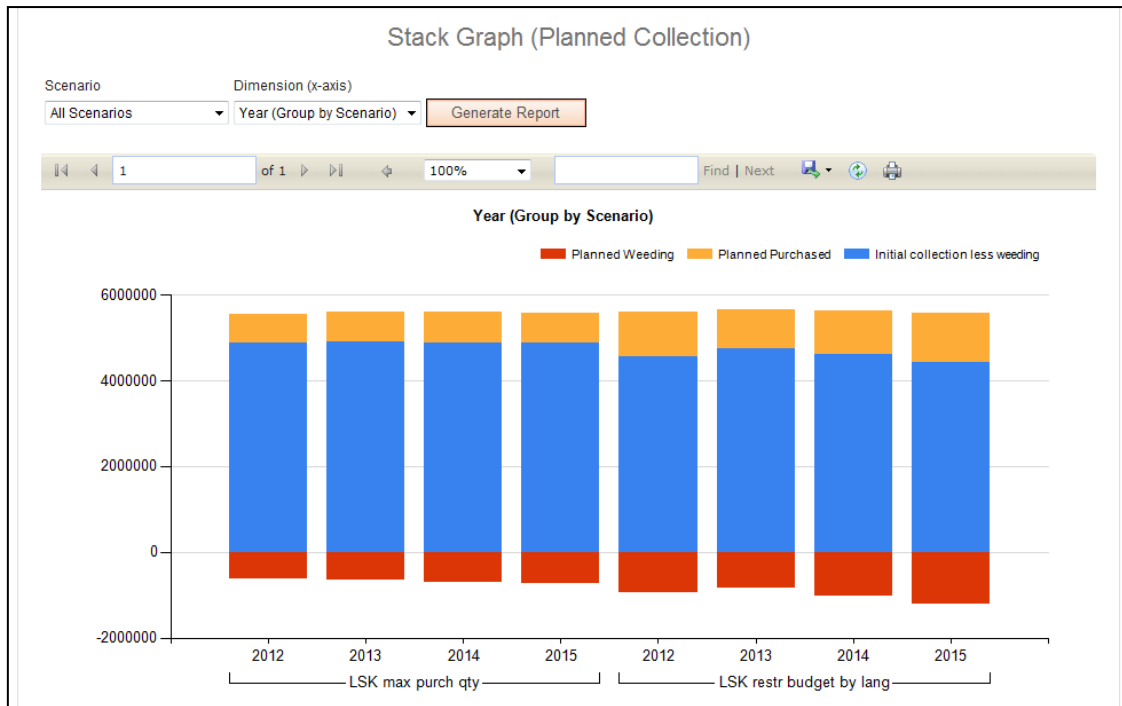 Stack Graph (Planned Collection)
Scenario Dimension (x-axis)
All Scenarios Year (Group by Scenario) Generate Report
1 of 1 100% Find | Next
Year (Group by Scenario)
Planned Weeding Planned Purchased Initial collection less weeding
6000000
4000000
2000000
0
-2000000
2012 2013 2014 2015 2012 2013 2014 2015
LSK max purch qty LSK restr budget by lang